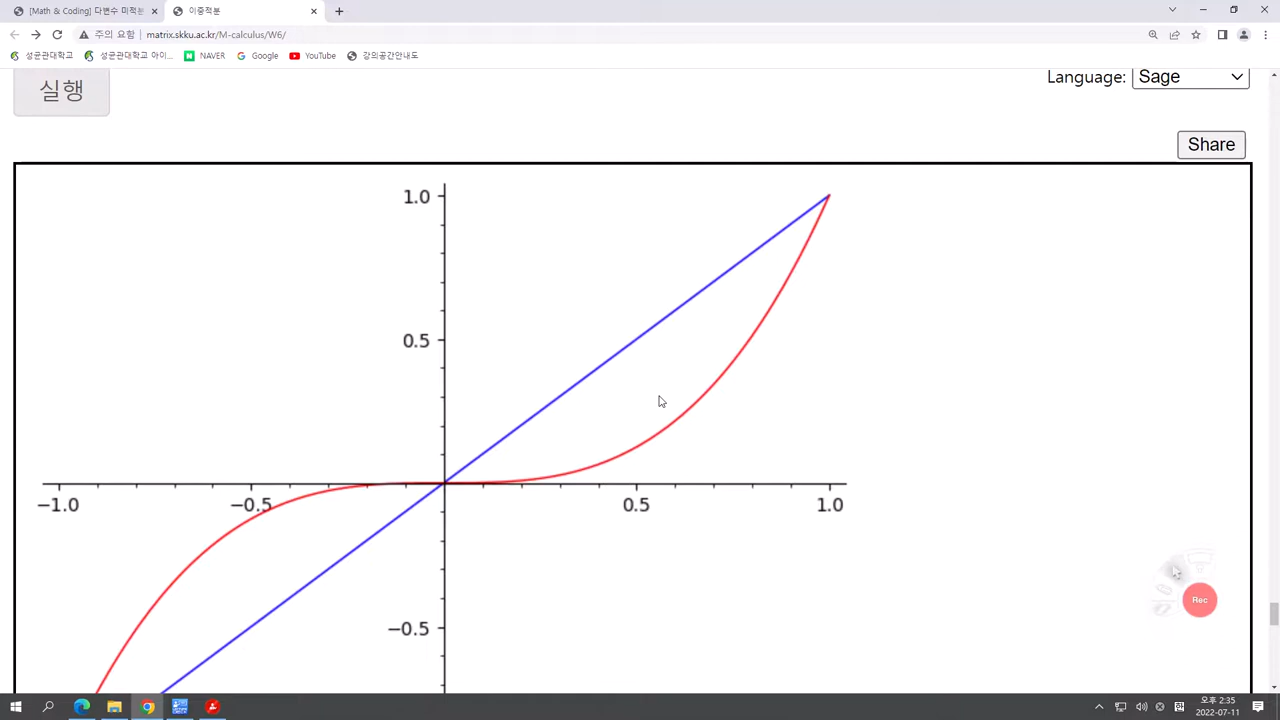 [Math & Coding] 다변수 미적분
이중적분
주의 요함
matrix.skku.ac.kr/M-calculus/W6/
성균관대학교
성균관대학교 아이...
NAVER
Google
YouTube
강의공간안내도
실행
Language:
Sage
Share
1.0
0.5
−1.0
−0.5
0.5
1.0
−0.5
Rec
오후 2:35
2022-07-11